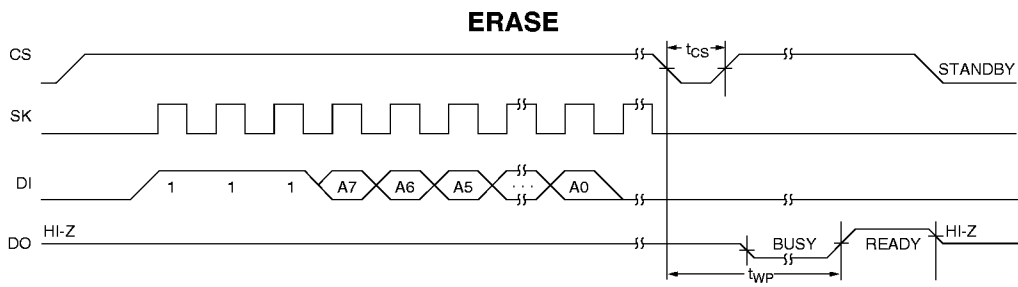 ERASE
CS tCS STANDBY
SK
DI 1 1 1 A7 A6 A5 ... A0
DO HI-Z BUSY READY HI-Z
tWP